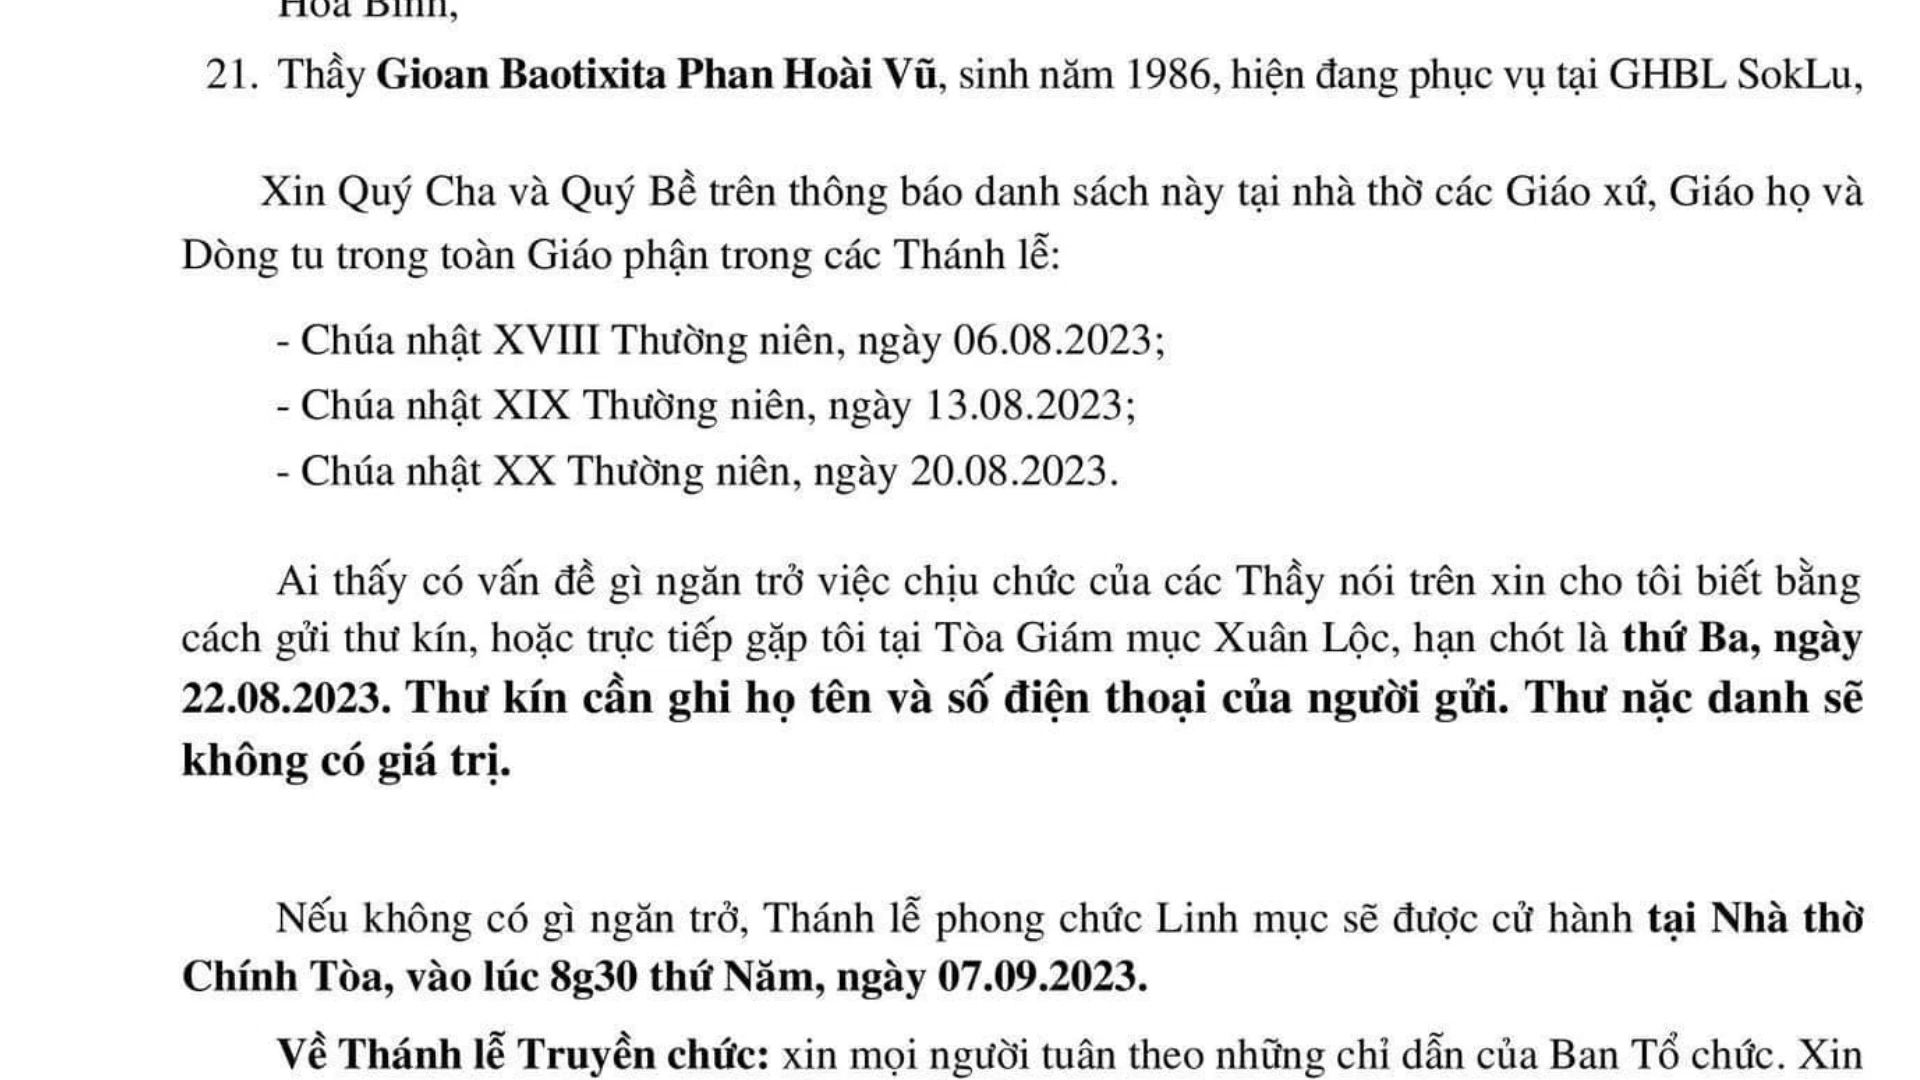 Hòa Bình,
21. Thầy Gioan Baotixita Phan Hoài Vũ, sinh năm 1986, hiện đang phục vụ tại GHBL SokLu,
Xin Quý Cha và Quý Bề trên thông báo danh sách này tại nhà thờ các Giáo xứ, Giáo họ và
Dòng tu trong toàn Giáo phận trong các Thánh lễ:
- Chúa nhật XVIII Thường niên, ngày 06.08.2023;
- Chúa nhật XIX Thường niên, ngày 13.08.2023;
- Chúa nhật XX Thường niên, ngày 20.08.2023.
Ai thấy có vấn đề gì ngăn trở việc chịu chức của các Thầy nói trên xin cho tôi biết bằng
cách gửi thư kín, hoặc trực tiếp gặp tôi tại Tòa Giám mục Xuân Lộc, hạn chót là thứ Ba, ngày
22.08.2023. Thư kín cần ghi họ tên và số điện thoại của người gửi. Thư nặc danh sẽ
không có giá trị.
Nếu không có gì ngăn trở, Thánh lễ phong chức Linh mục sẽ được cử hành tại Nhà thờ
Chính Tòa, vào lúc 8g30 thứ Năm, ngày 07.09.2023.
Về Thánh lễ Truyền chức: xin mọi người tuân theo những chỉ dẫn của Ban Tổ chức. Xin